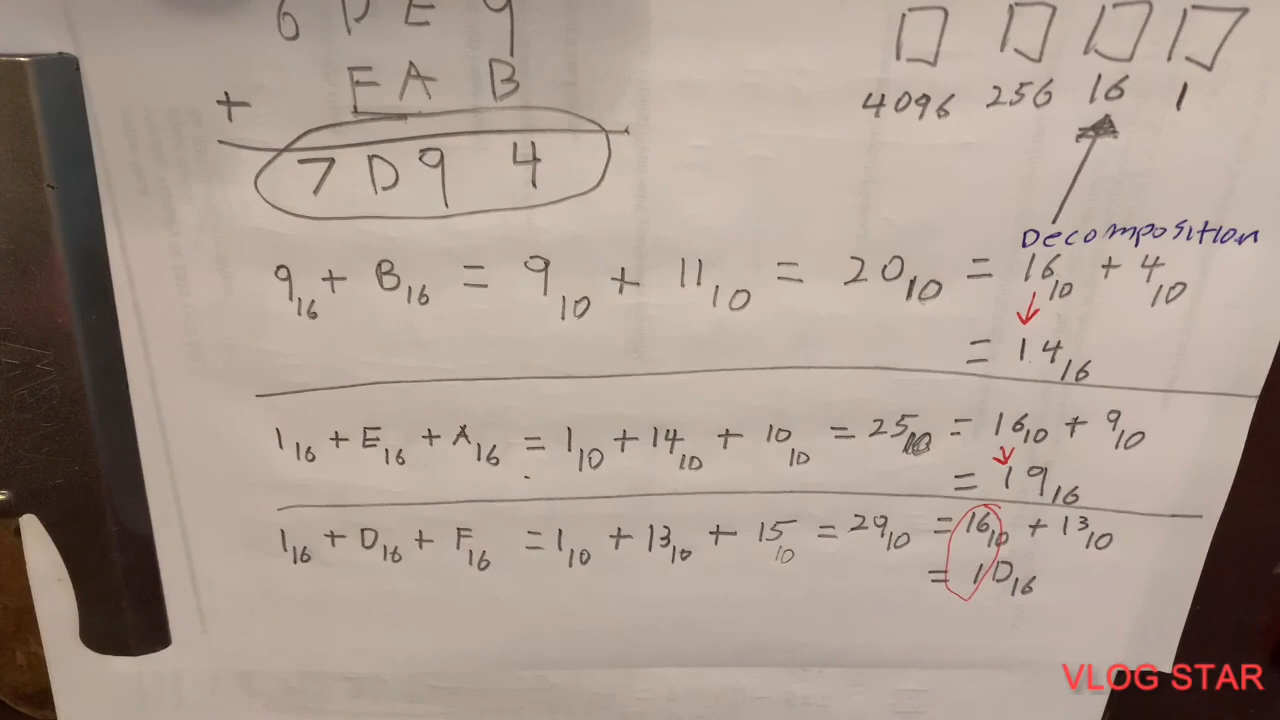 6 D E 9
+ F A B
7 D 9 4
4096 256 16 1
Decomposition
9₁₆ + B₁₆ = 9₁₀ + 11₁₀ = 20₁₀ = 16₁₀ + 4₁₀
= 14₁₆
1₁₆ + E₁₆ + A₁₆ = 1₁₀ + 14₁₀ + 10₁₀ = 25₁₀ = 16₁₀ + 9₁₀
= 19₁₆
1₁₆ + D₁₆ + F₁₆ = 1₁₀ + 13₁₀ + 15₁₀ = 29₁₀ = 16₁₀ + 13₁₀
= 1D₁₆
VLOG STAR